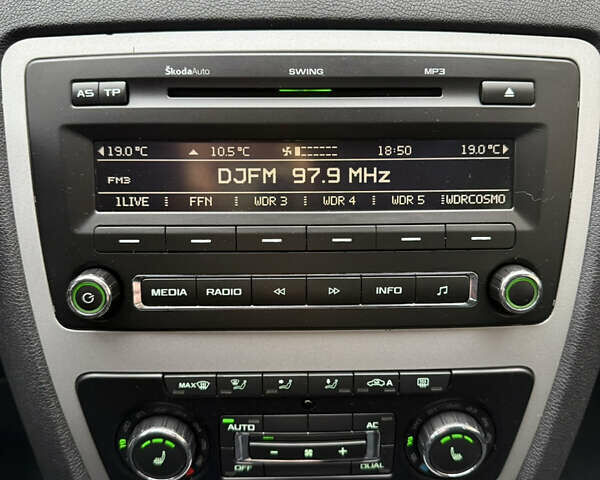 ŠkodaAuto SWING MP3
AS TP
19.0°C 10.5°C 18:50 19.0°C
FM3 DJFM 97.9 MHz
1LIVE FFN WDR 3 WDR 4 WDR 5 WDRCOSMO
MEDIA RADIO INFO
MAX A
AUTO AC
OFF - + DUAL